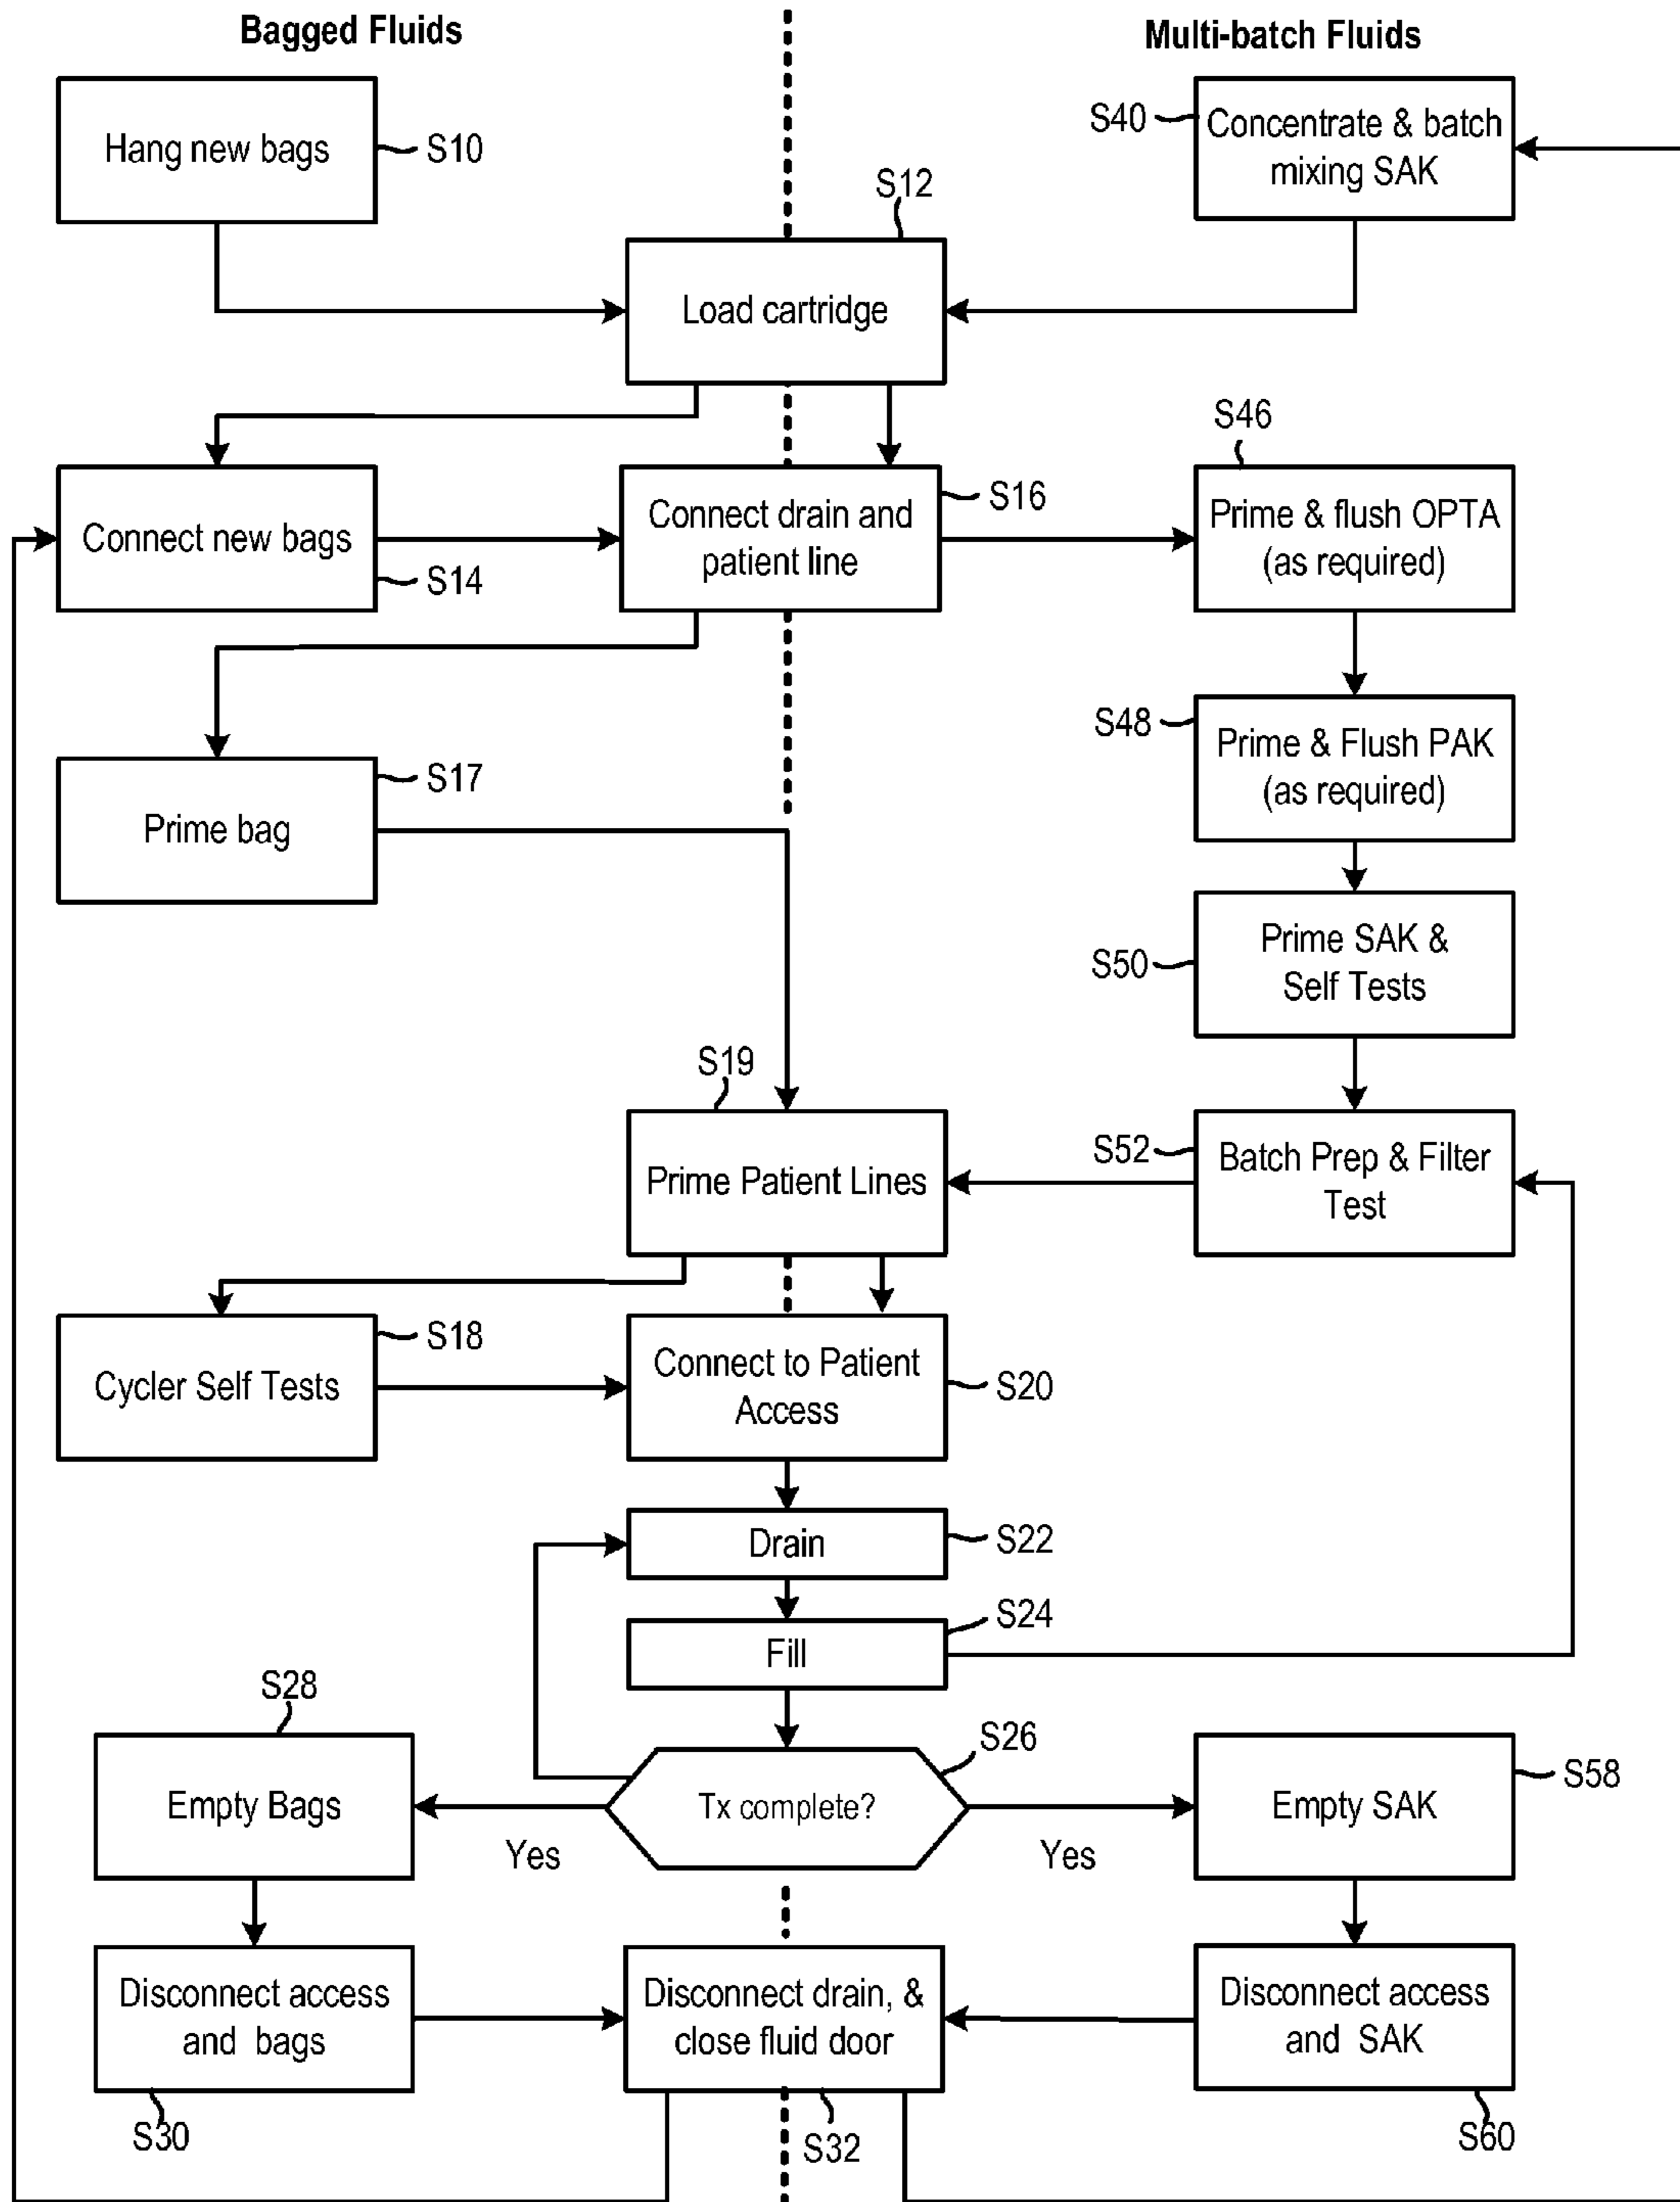 Bagged Fluids
Multi-batch Fluids
Hang new bags
S10
S40
Concentrate & batch
mixing SAK
S12
Load cartridge
S46
Connect new bags
S14
Connect drain and
patient line
S16
Prime & flush OPTA
(as required)
S48
Prime & Flush PAK
(as required)
S17
Prime bag
S50
Prime SAK &
Self Tests
S19
Prime Patient Lines
S52
Batch Prep & Filter
Test
S18
Cycler Self Tests
Connect to Patient
Access
S20
Drain
S22
S24
Fill
S28
Empty Bags
S26
Tx complete?
Yes
Yes
Empty SAK
S58
Disconnect access
and bags
S30
Disconnect drain, &
close fluid door
S32
Disconnect access
and SAK
S60